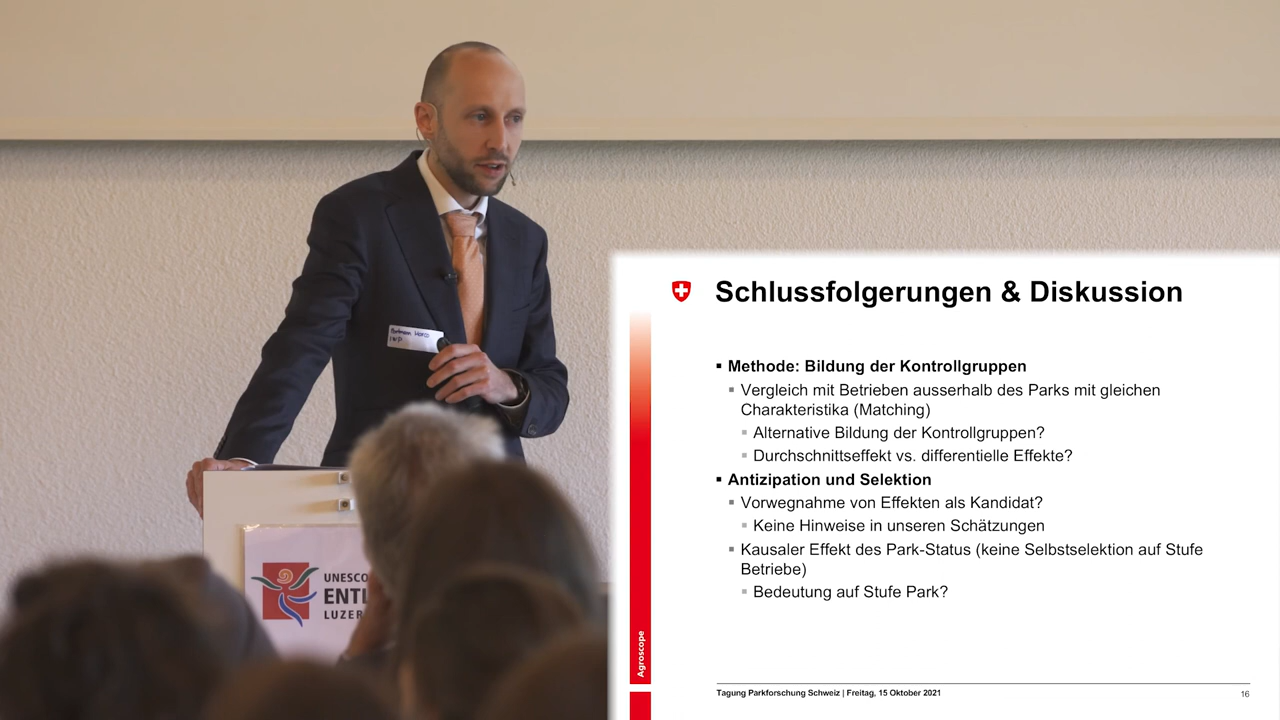 Schlussfolgerungen & Diskussion
Methode: Bildung der Kontrollgruppen
Vergleich mit Betrieben ausserhalb des Parks mit gleichen
Charakteristika (Matching)
Alternative Bildung der Kontrollgruppen?
Durchschnittseffekt vs. differentielle Effekte?
Antizipation und Selektion
Vorwegnahme von Effekten als Kandidat?
Keine Hinweise in unseren Schätzungen
Kausaler Effekt des Park-Status (keine Selbstselektion auf Stufe
Betriebe)
Bedeutung auf Stufe Park?
Agroscope
Tagung Parkforschung Schweiz | Freitag, 15 Oktober 2021
16
UNESCO
ENTL
LUZER